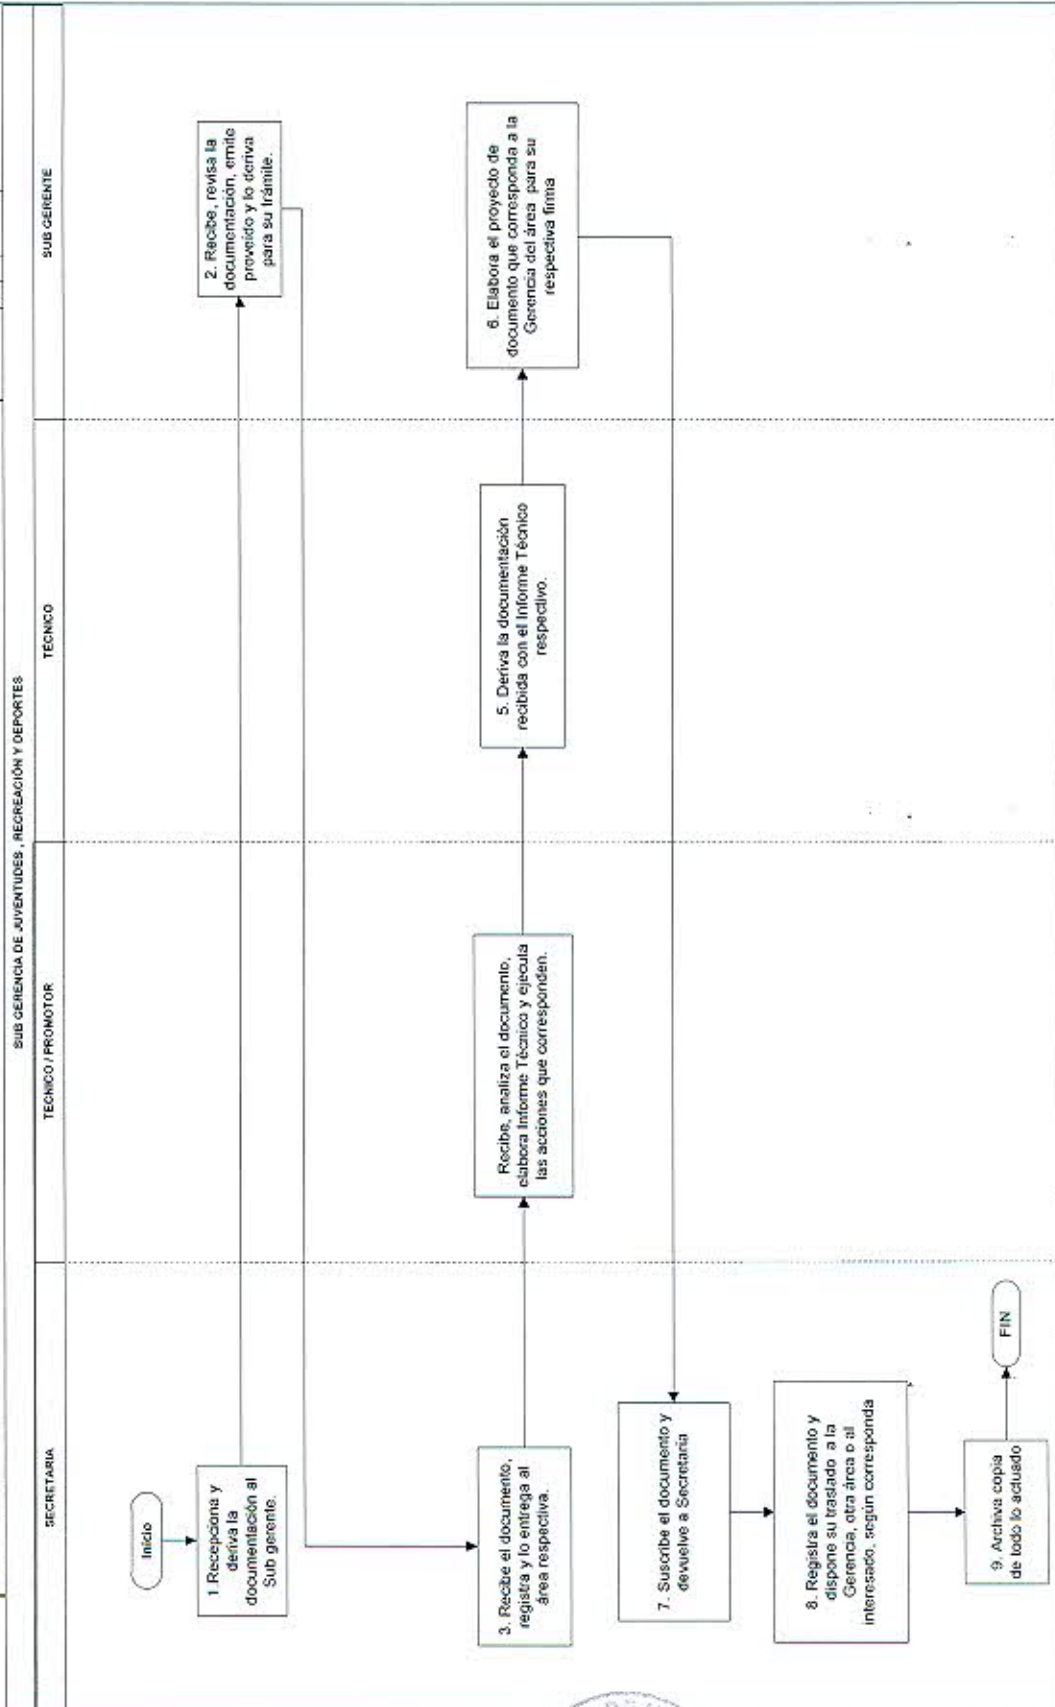 SUB GERENCIA DE JUVENTUDES , RECREACIÓN Y DEPORTES
SECRETARIA
TECNICO / PROMOTOR
TÉCNICO
SUB GERENTE
Inicio
1.Recepciona y
deriva la
documentación al
Sub gerente.
2. Recibe, revisa la
documentación, emite
proveido y lo deriva
para su trámite.
3. Recibe el documento,
registra y lo entrega al
área respectiva.
Recibe, analiza el documento,
elabora Informe Técnico y ejecuta
las acciones que corresponden.
5. Deriva la documentación
recibida con el Informe Técnico
respectivo.
6. Elabora el proyecto de
documento que corresponda a la
Gerencia del área para su
respectiva firma
7. Suscribe el documento y
devuelve a Secretaria
8. Registra el documento y
dispone su traslado a la
Gerencia, otra área o al
interesado, según corresponda
9. Archiva copia
de todo lo actuado
FIN